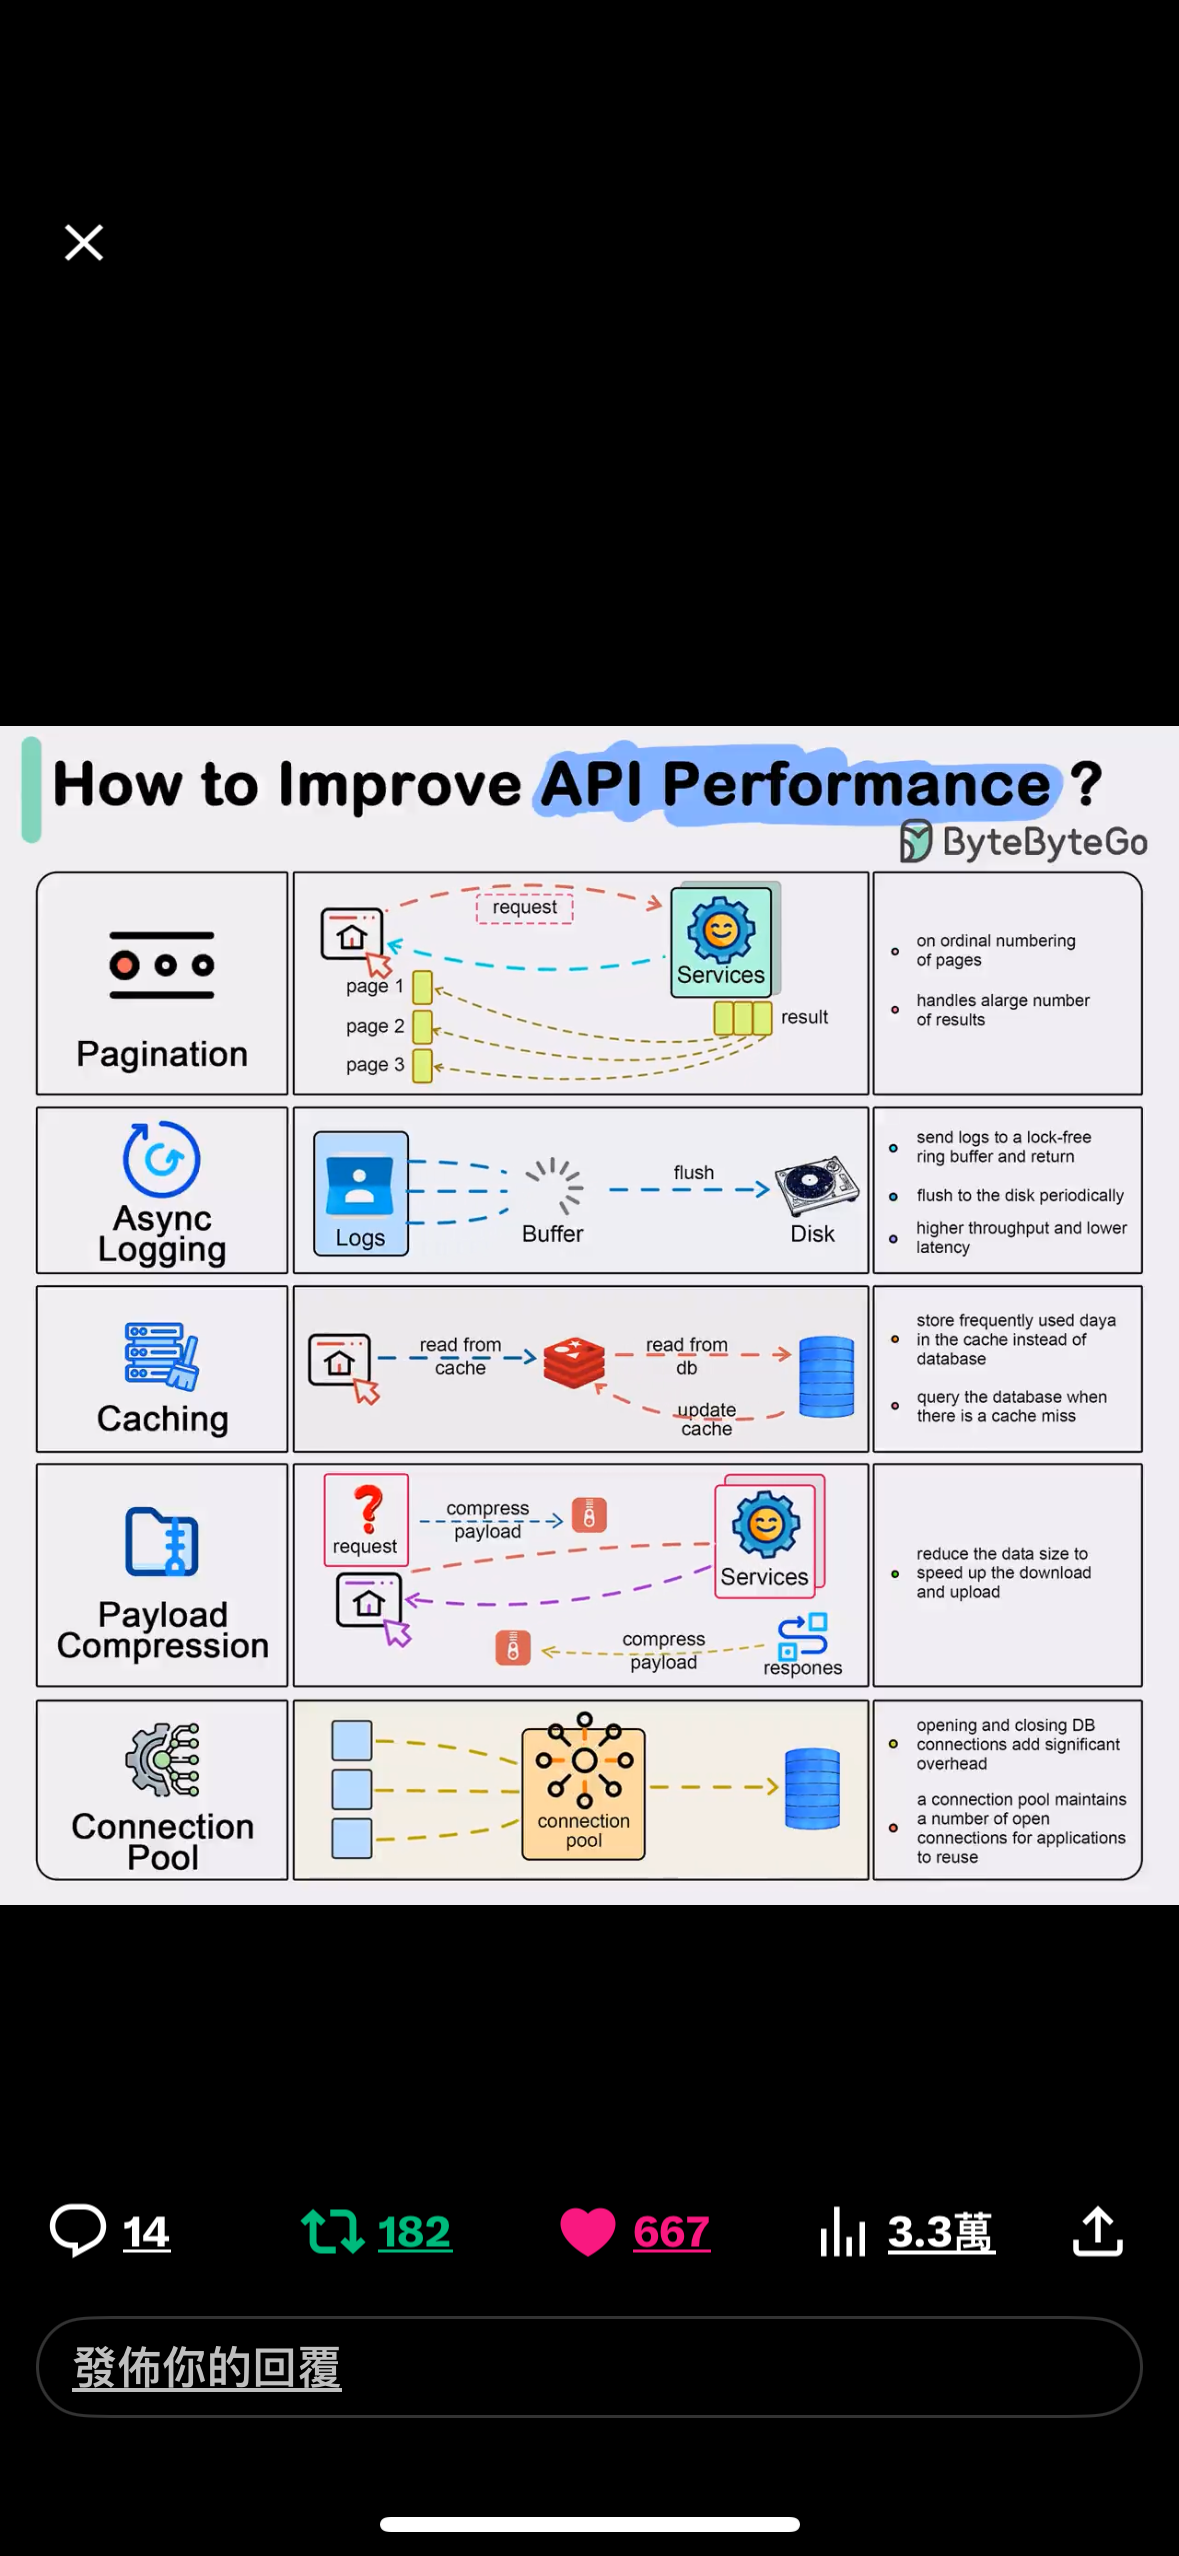 How to Improve API Performance ?
ByteByteGo
Pagination
request
Services
page 1
page 2
page 3
result
on ordinal numbering
of pages
handles alarge number
of results
Async
Logging
Logs
Buffer
flush
Disk
send logs to a lock-free
ring buffer and return
flush to the disk periodically
higher throughput and lower
latency
Caching
read from
cache
read from
db
update
cache
store frequently used daya
in the cache instead of
database
query the database when
there is a cache miss
Payload
Compression
request
compress
payload
Services
compress
payload
respones
reduce the data size to
speed up the download
and upload
Connection
Pool
connection
pool
opening and closing DB
connections add significant
overhead
a connection pool maintains
a number of open
connections for applications
to reuse
14 182 667 3.3萬
發佈你的回覆